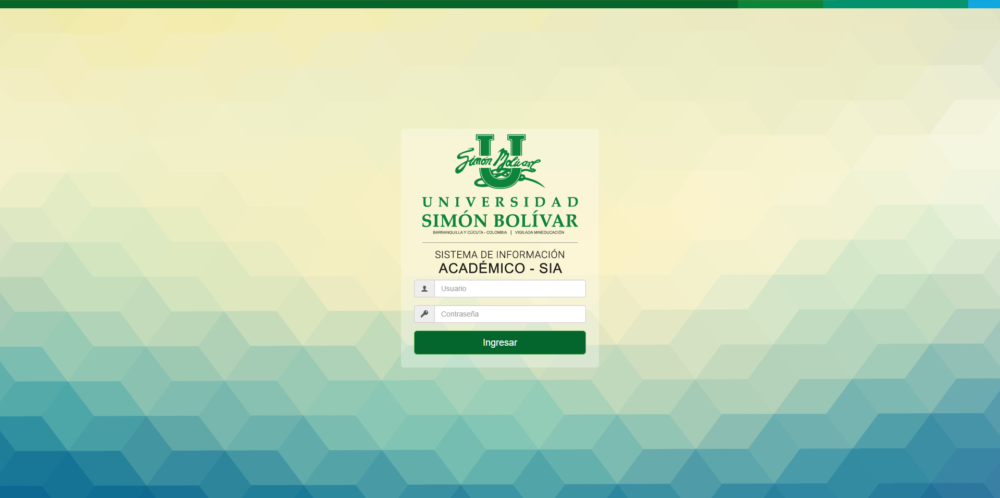 Simón Bolívar
UNIVERSIDAD
SIMÓN BOLÍVAR
BARRANQUILLA Y CÚCUTA - COLOMBIA | VIGILADA MINEDUCACIÓN
SISTEMA DE INFORMACIÓN
ACADÉMICO - SIA
Usuario
Contraseña
Ingresar